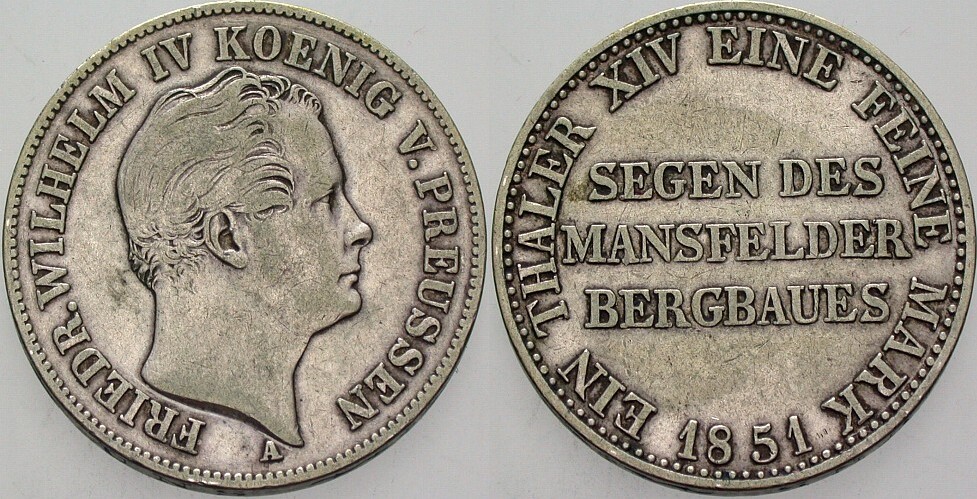 FRIEDR. WILHELM IV KOENIG V. PREUSSEN
A
EIN THALER XIV EINE FEINE MARK
SEGEN DES
MANSFELDER
BERGBAUES
1851